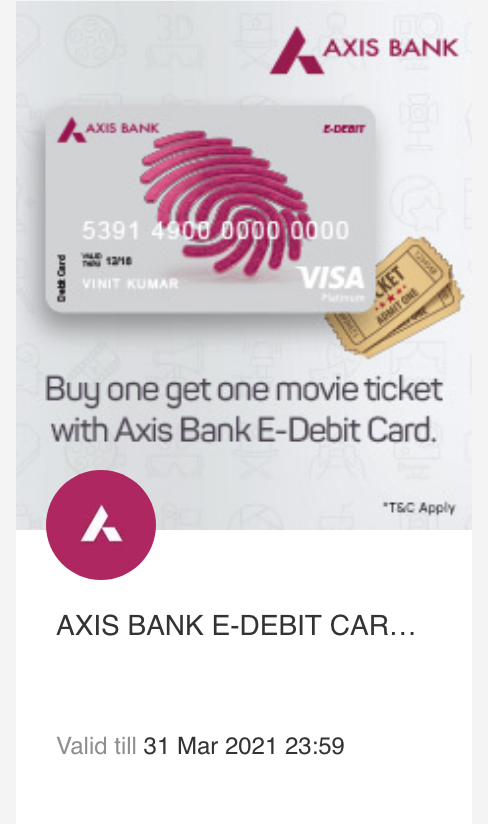 AXIS BANK
AXIS BANK
E-DEBIT
5391 4900 0000 0000
Debit Card
VALID THRU 12/18
VINIT KUMAR
VISA
Platinum
TICKET
ADMIT ONE
Buy one get one movie ticket
with Axis Bank E-Debit Card.
*T&C Apply
AXIS BANK E-DEBIT CAR...
Valid till 31 Mar 2021 23:59